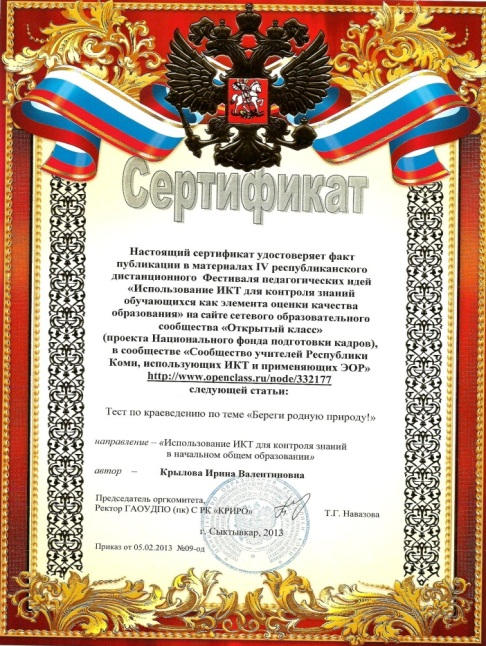 Сертификат
Настоящий сертификат удостоверяет факт
публикации в материалах IV республиканского
дистанционного Фестиваля педагогических идей
«Использование ИКТ для контроля знаний
обучающихся как элемента оценки качества
образования» на сайте сетевого образовательного
сообщества «Открытый класс»
(проекта Национального фонда подготовки кадров),
в сообществе «Сообщество учителей Республики
Коми, использующих ИКТ и применяющих ЭОР»
http://www.openclass.ru/node/332177
следующей статьи:
Тест по краеведению по теме «Береги родную природу!»
направление – «Использование ИКТ для контроля знаний
в начальном общем образовании»
автор – Крылова Ирина Валентиновна
Председатель оргкомитета,
Ректор ГАОУДПО (пк) С РК «КРИРО» Т.Г. Навазова
г. Сыктывкар, 2013
Приказ от 05.02.2013 №09-од